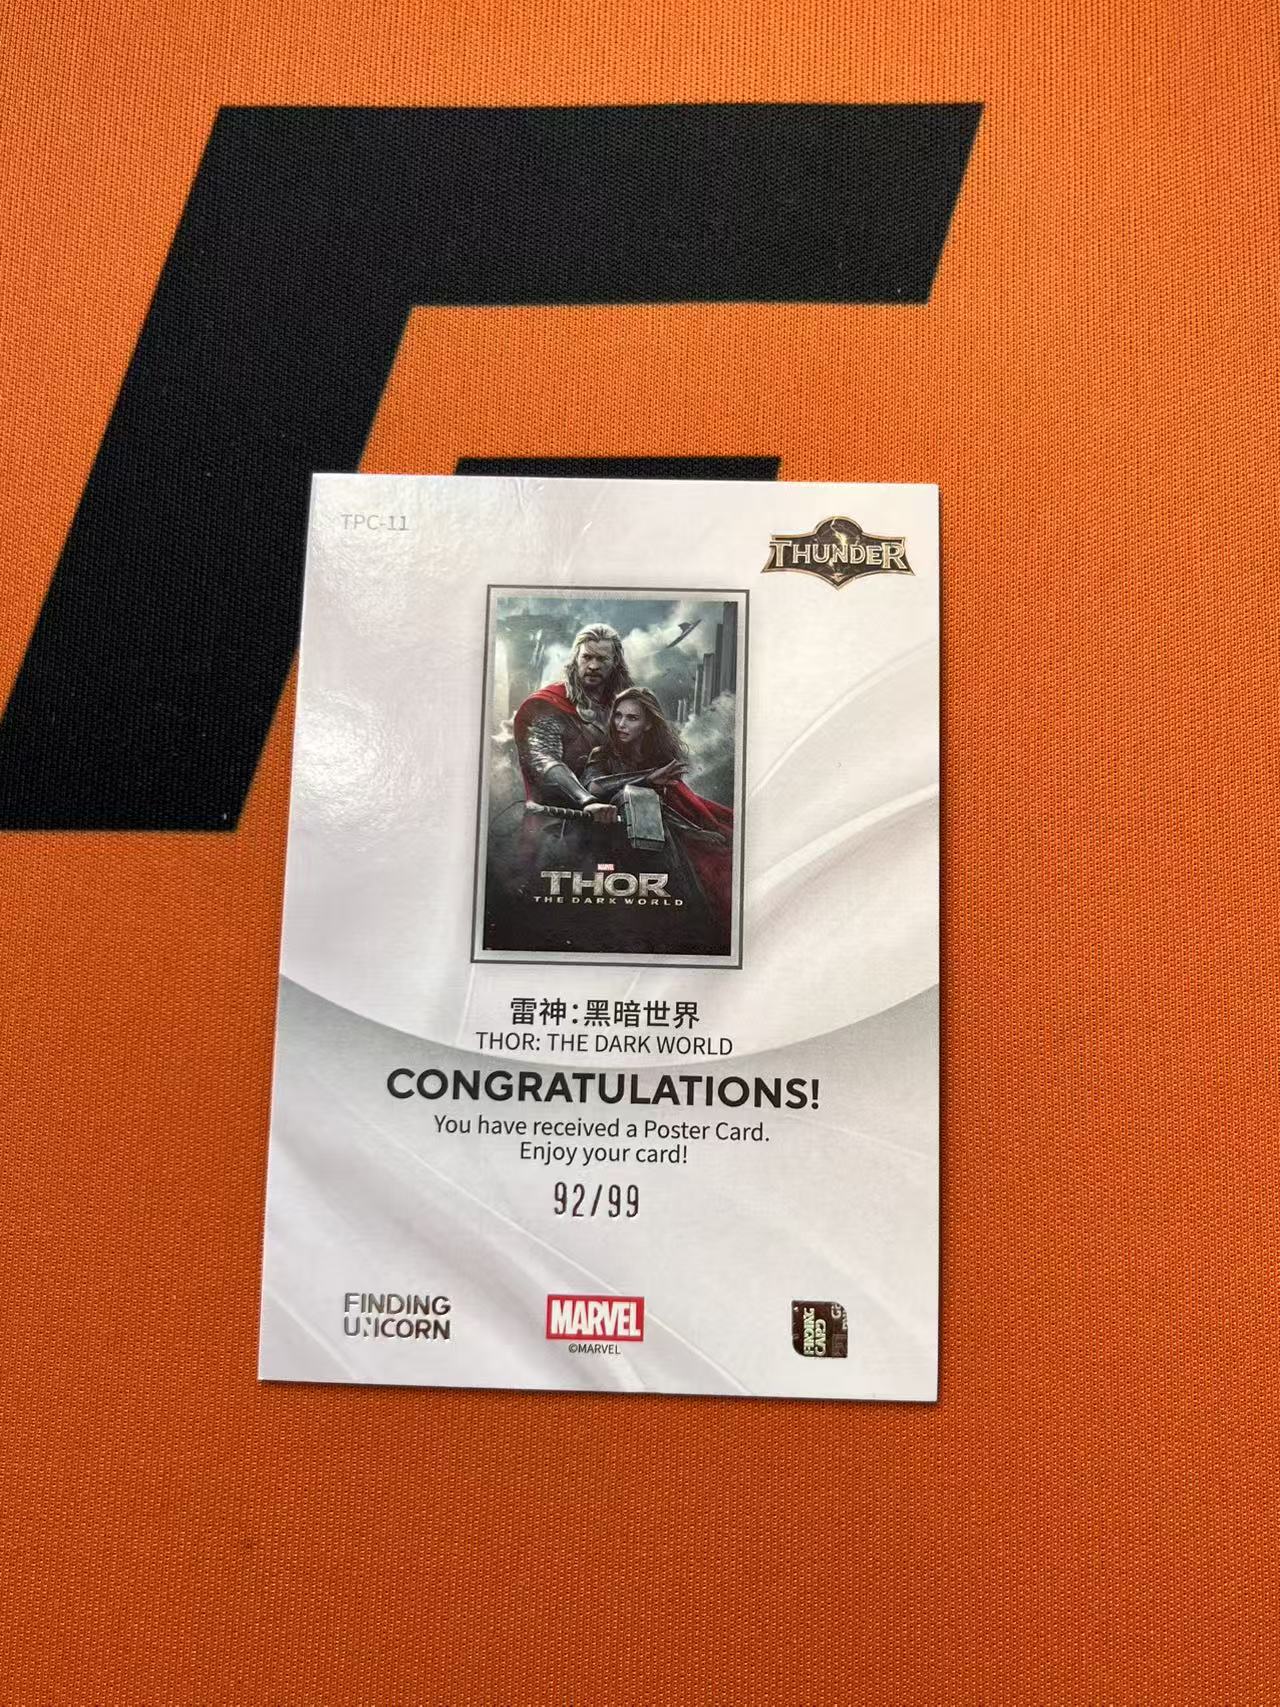 TPC-11
THUNDER
MARVEL
THOR
THE DARK WORLD
雷神：黑暗世界
THOR: THE DARK WORLD
CONGRATULATIONS!
You have received a Poster Card.
Enjoy your card!
92/99
FINDING
UNICORN
MARVEL
©MARVEL
CARD